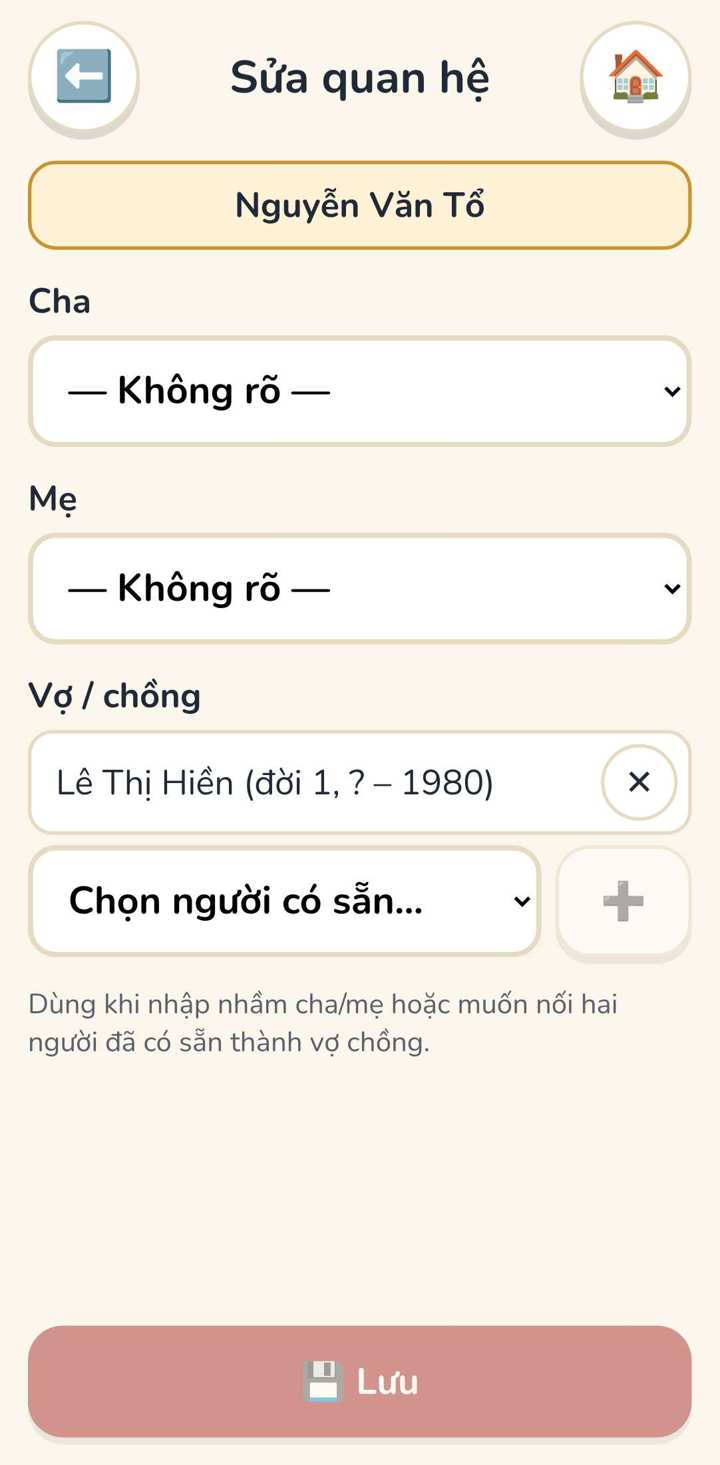 Sửa quan hệ
Nguyễn Văn Tổ
Cha
— Không rõ —
Mẹ
— Không rõ —
Vợ / chồng
Lê Thị Hiền (đời 1, ? – 1980)
Chọn người có sẵn...
Dùng khi nhập nhầm cha/mẹ hoặc muốn nối hai
người đã có sẵn thành vợ chồng.
Lưu